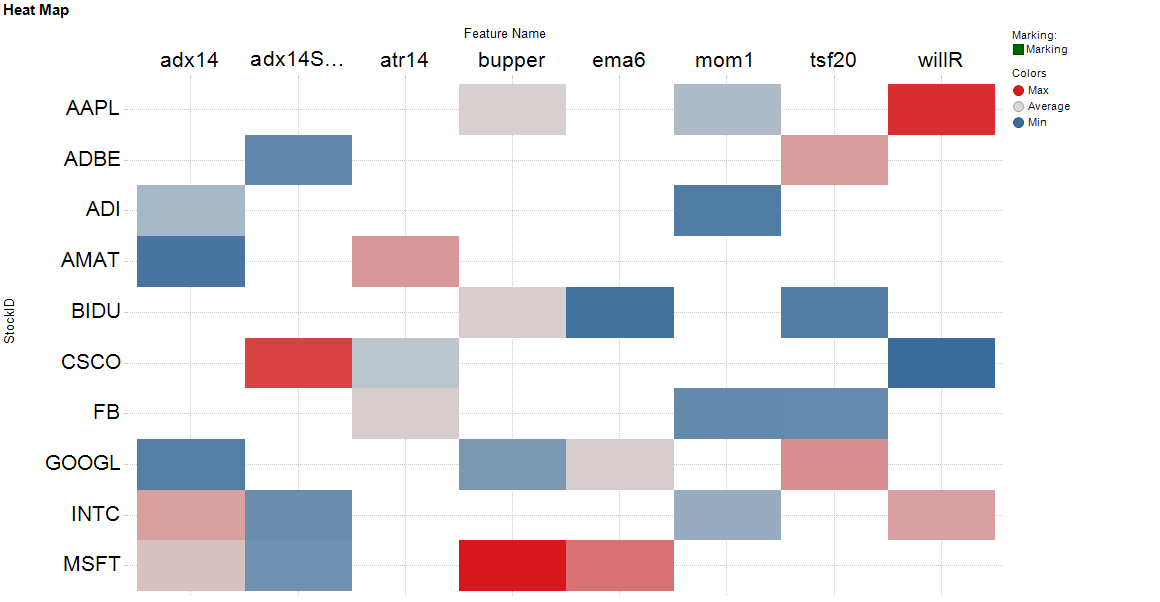 Heat Map
Feature Name
adx14 adx14S... atr14 bupper ema6 mom1 tsf20 willR
Marking:
Marking
Colors
Max
Average
Min
StockID
AAPL
ADBE
ADI
AMAT
BIDU
CSCO
FB
GOOGL
INTC
MSFT